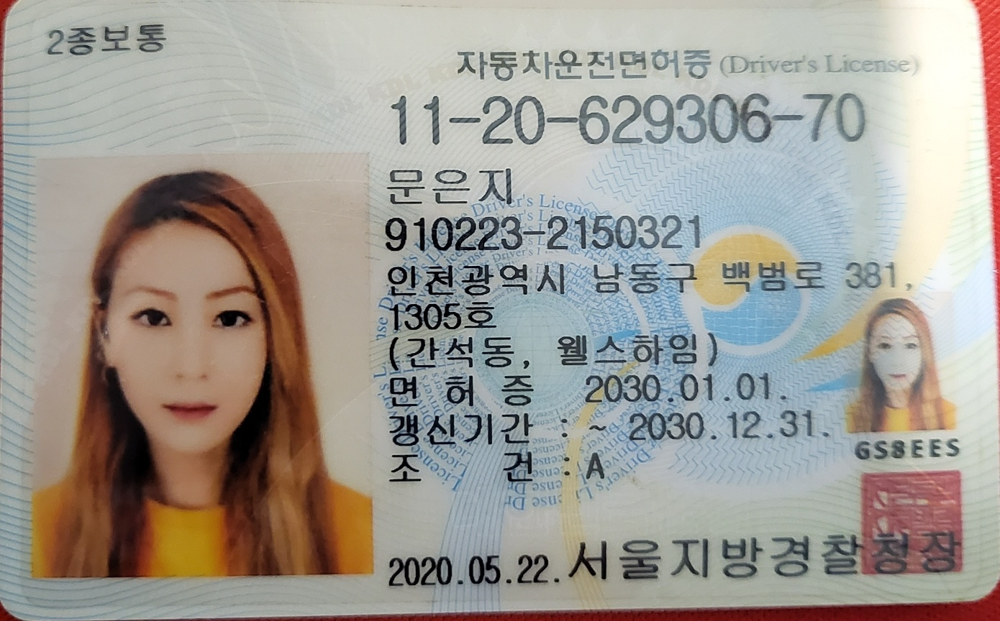 2종보통
자동차운전면허증 (Driver's License)
11-20-629306-70
문은지
910223-2150321
인천광역시 남동구 백범로 381,
1305호
(간석동, 웰스하임)
면 허 증 2030.01.01.
갱신기간 : ~ 2030.12.31.
조 건 : A
GS8EES
2020.05.22. 서울지방경찰청장